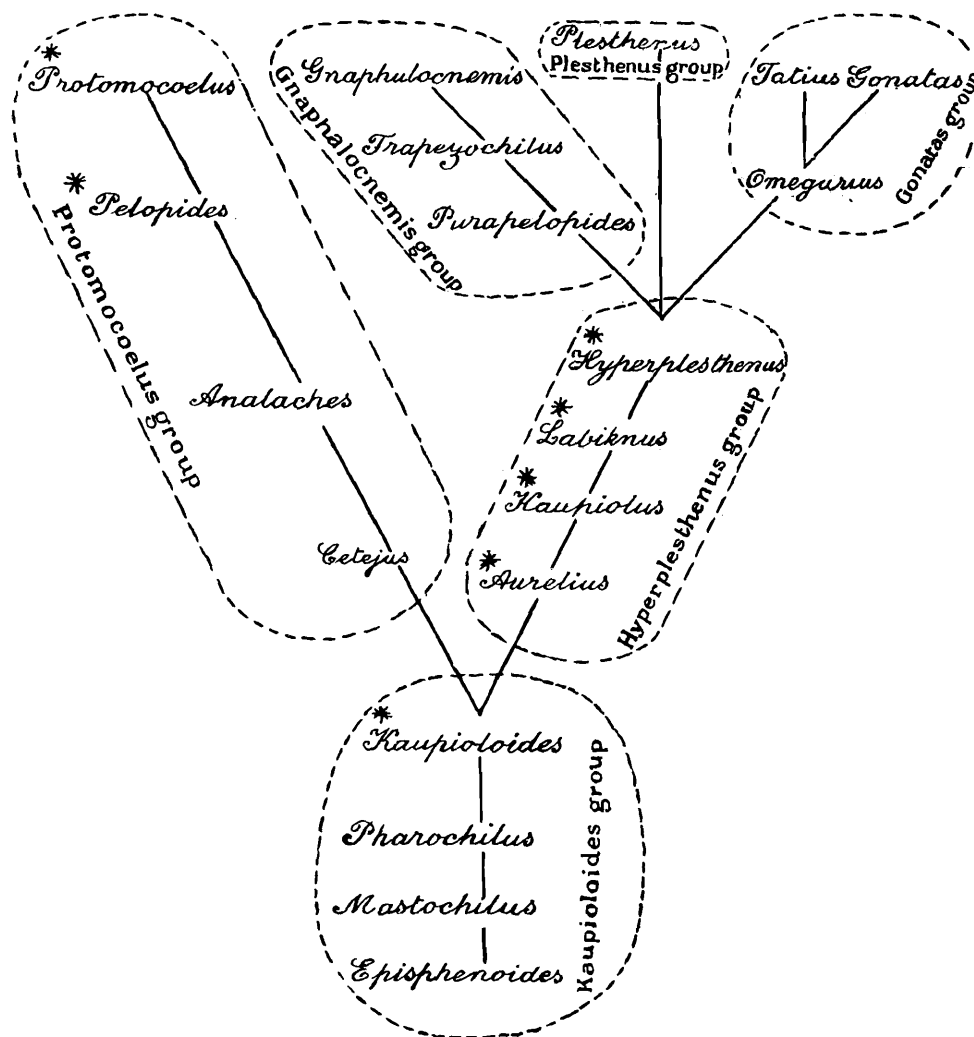 Plesthenus
Plesthenus group
Protomocoelus
Gnaphulocnemis
Tatius Gonatas
Trapezochilus
Omegurius
Pelopides
Purapelopides
Gnaphalocnemis group
Gonatas group
Protomocoelus group
Hyperplesthenus
Analaches
Labiknus
Kaupiolus
Cetejus
Aurelius
Hyperplesthenus group
Kaupioloides
Pharochilus
Mastochilus
Episphenoides
Kaupioloides group